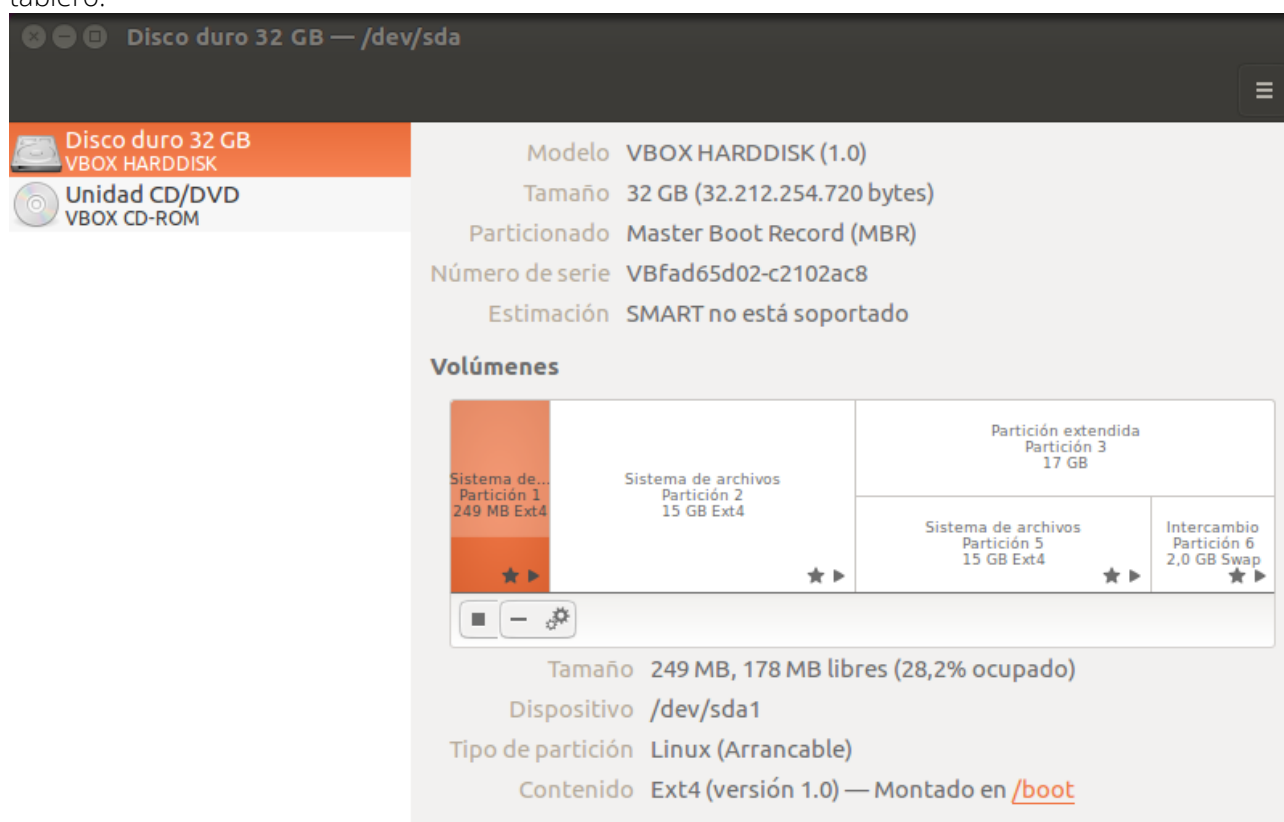 tablero.
Disco duro 32 GB — /dev/sda
Disco duro 32 GB
VBOX HARDDISK
Unidad CD/DVD
VBOX CD-ROM
Modelo VBOX HARDDISK (1.0)
Tamaño 32 GB (32.212.254.720 bytes)
Particionado Master Boot Record (MBR)
Número de serie VBfad65d02-c2102ac8
Estimación SMART no está soportado
Volúmenes
Sistema de...
Partición 1
249 MB Ext4
Sistema de archivos
Partición 2
15 GB Ext4
Partición extendida
Partición 3
17 GB
Sistema de archivos
Partición 5
15 GB Ext4
Intercambio
Partición 6
2,0 GB Swap
Tamaño 249 MB, 178 MB libres (28,2% ocupado)
Dispositivo /dev/sda1
Tipo de partición Linux (Arrancable)
Contenido Ext4 (versión 1.0) — Montado en /boot